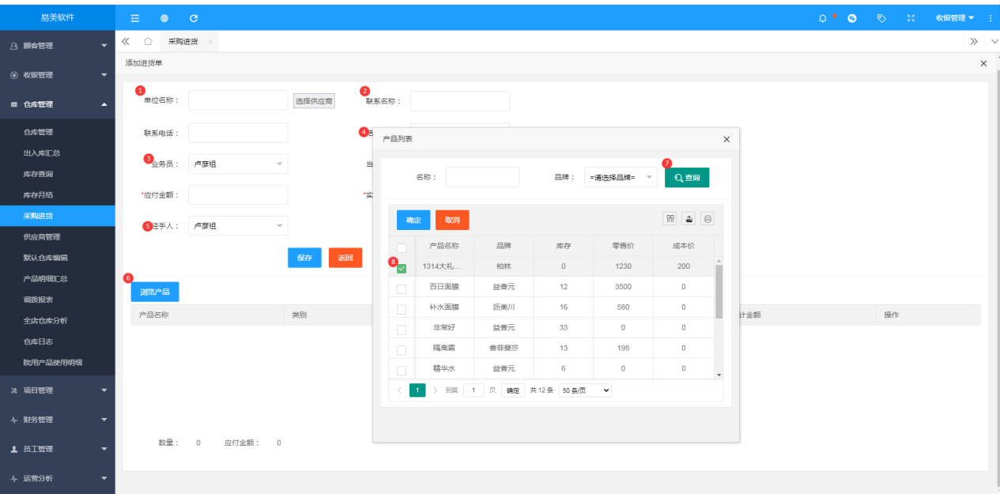 易美软件
收银管理
采购进货
顾客管理
收银管理
仓库管理
仓库管理
出入库汇总
库存查询
库存月结
采购进货
供应商管理
默认仓库编辑
产品明细汇总
调拨报表
全店仓库分析
仓库日志
院用产品使用明细
项目管理
财务管理
员工管理
运营分析
添加进货单
1
单位名称：
选择供应商
2
联系名称：
联系电话：
4
3
业务员：
卢彦祖
当
*应付金额：
*实
5
经手人：
卢彦祖
保存
返回
6
浏览产品
产品名称
类别
计金额
操作
数量：
0
应付金额：
0
产品列表
名称：
品牌：
=请选择品牌=
7
查询
确定
取消
产品名称 品牌 库存 零售价 成本价
8
1314大礼... 柏林 0 1230 200
百日面膜 益香元 12 3500 0
补水面膜 沥美川 16 580 0
非常好 益香元 33 0 0
隔离霜 香菲曼莎 13 198 0
精华水 益香元 6 0 0
1 到第 1 页 确定 共 12 条 50 条/页